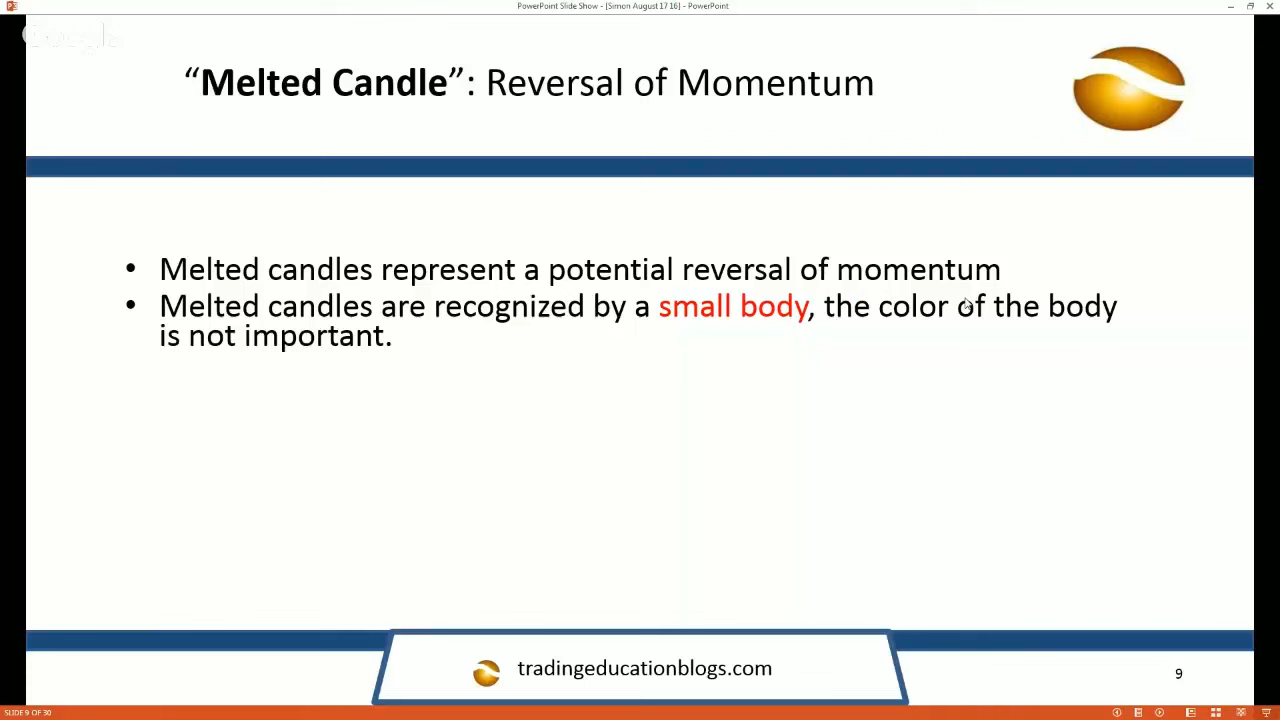 PowerPoint Slide Show - [Simon August 17 16] - PowerPoint
“Melted Candle”: Reversal of Momentum
• Melted candles represent a potential reversal of momentum
• Melted candles are recognized by a small body, the color of the body
is not important.
tradingeducationblogs.com
9
SLIDE 9 OF 30